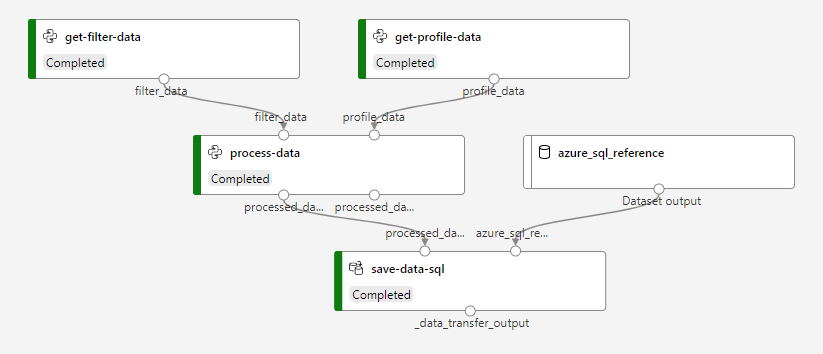 get-filter-data
Completed
get-profile-data
Completed
filter_data
profile_data
filter_data
profile_data
process-data
Completed
azure_sql_reference
processed_da...
processed_da...
Dataset output
processed_da...
azure_sql_re...
save-data-sql
Completed
_data_transfer_output